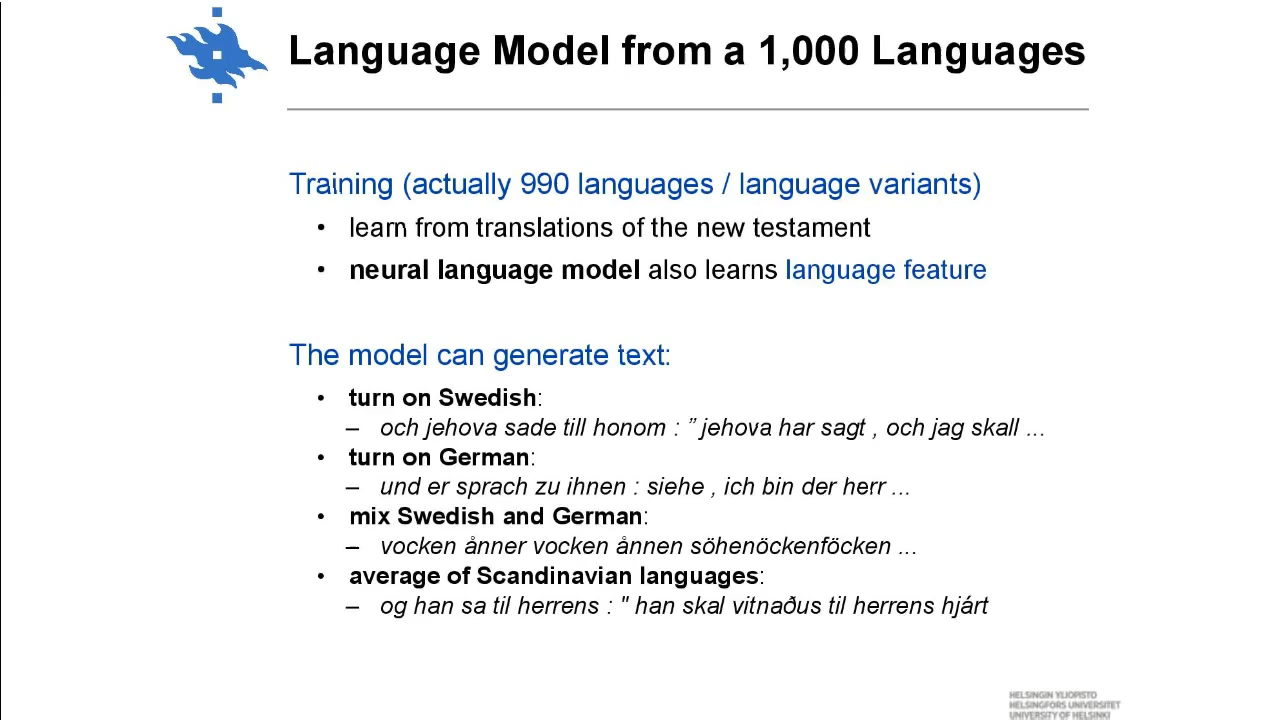 Language Model from a 1,000 Languages
Training (actually 990 languages / language variants)
• learn from translations of the new testament
• neural language model also learns language feature
The model can generate text:
• turn on Swedish:
– och jehova sade till honom : ” jehova har sagt , och jag skall ...
• turn on German:
– und er sprach zu ihnen : siehe , ich bin der herr ...
• mix Swedish and German:
– vocken ånner vocken ånnen söhenöckenföcken ...
• average of Scandinavian languages:
– og han sa til herrens : " han skal vitnaðus til herrens hjárt
HELSINGIN YLIOPISTO
HELSINGFORS UNIVERSITET
UNIVERSITY OF HELSINKI